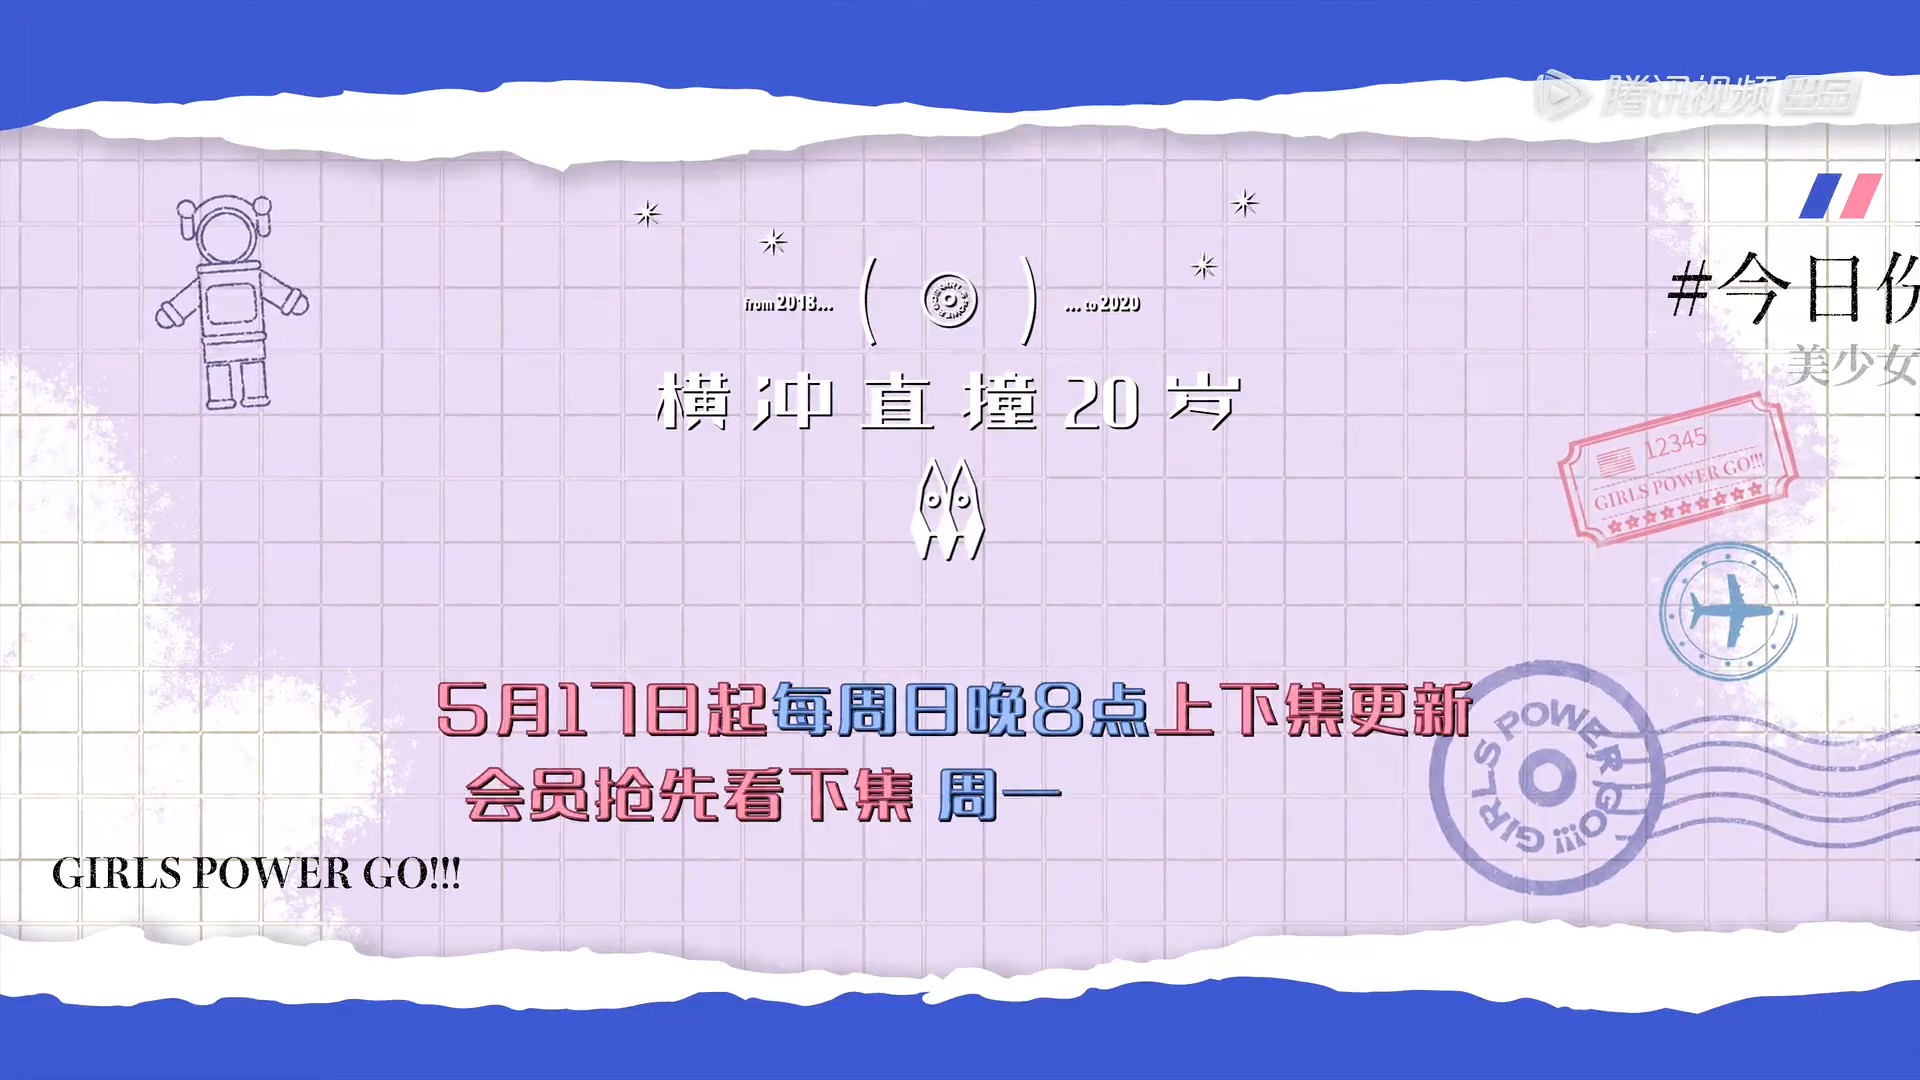 腾讯视频 出品
from 2018...
...to 2020
横冲直撞20岁
#今日份
美少女
12345
GIRLS POWER GO!!!
5月17日起每周日晚8点上下集更新
会员抢先看下集 周一
GIRLS POWER GO!!!
GIRLS POWER GO!!!